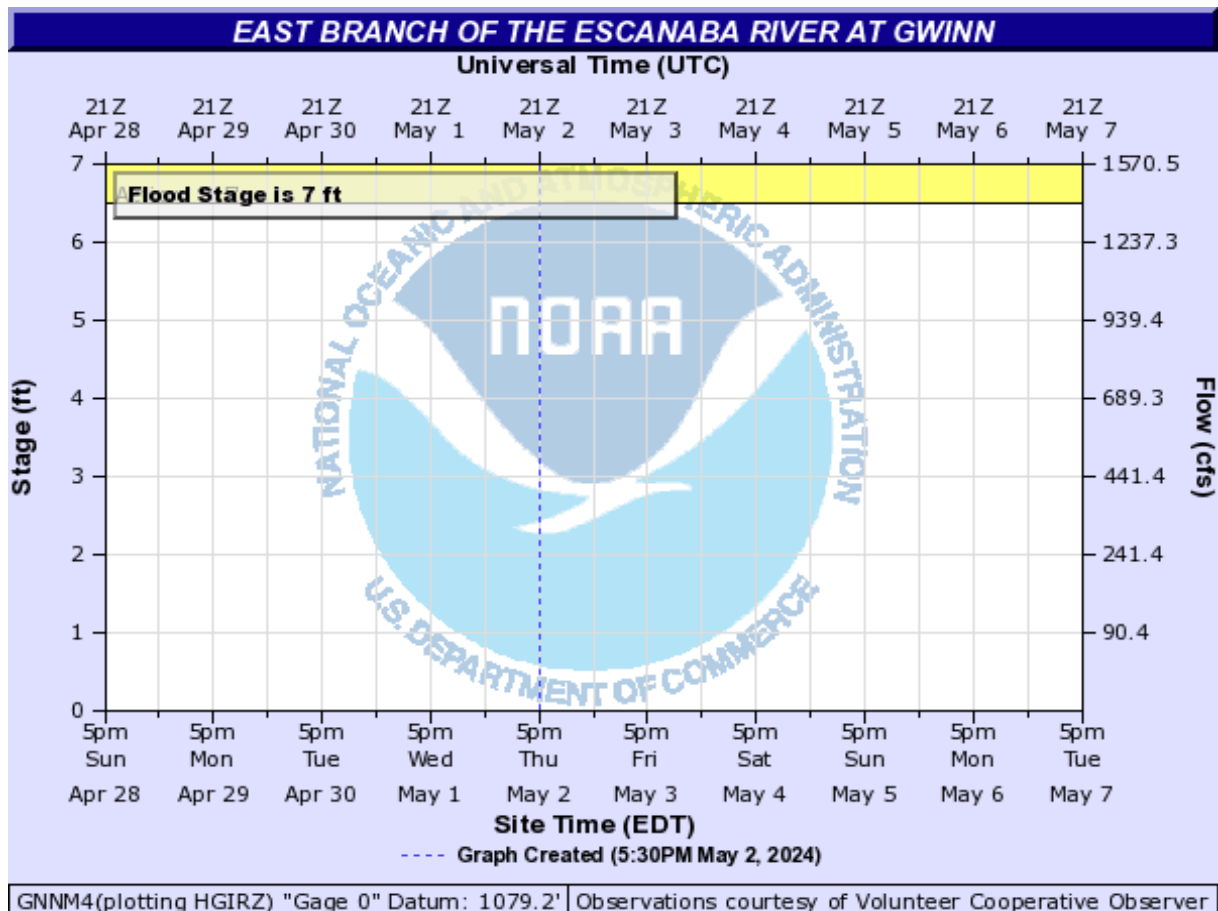 EAST BRANCH OF THE ESCANABA RIVER AT GWINN
Universal Time (UTC)
21Z 21Z 21Z 21Z 21Z 21Z 21Z 21Z 21Z 21Z
Apr 28 Apr 29 Apr 30 May 1 May 2 May 3 May 4 May 5 May 6 May 7
Flood Stage is 7 ft
7 1570.5
6 1237.3
5 939.4
4 689.3
3 441.4
2 241.4
1 90.4
0
Stage (ft)
Flow (cfs)
NATIONAL OCEANIC AND ATMOSPHERIC ADMINISTRATION
NOAA
U.S. DEPARTMENT OF COMMERCE
5pm 5pm 5pm 5pm 5pm 5pm 5pm 5pm 5pm 5pm
Sun Mon Tue Wed Thu Fri Sat Sun Mon Tue
Apr 28 Apr 29 Apr 30 May 1 May 2 May 3 May 4 May 5 May 6 May 7
Site Time (EDT)
Graph Created (5:30PM May 2, 2024)
GNNM4(plotting HGIRZ) "Gage 0" Datum: 1079.2' Observations courtesy of Volunteer Cooperative Observer